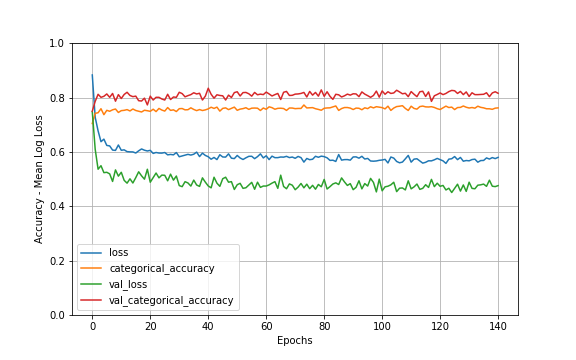 1.0
0.8
0.6
0.4
0.2
0.0
Accuracy - Mean Log Loss
loss
categorical_accuracy
val_loss
val_categorical_accuracy
0 20 40 60 80 100 120 140
Epochs